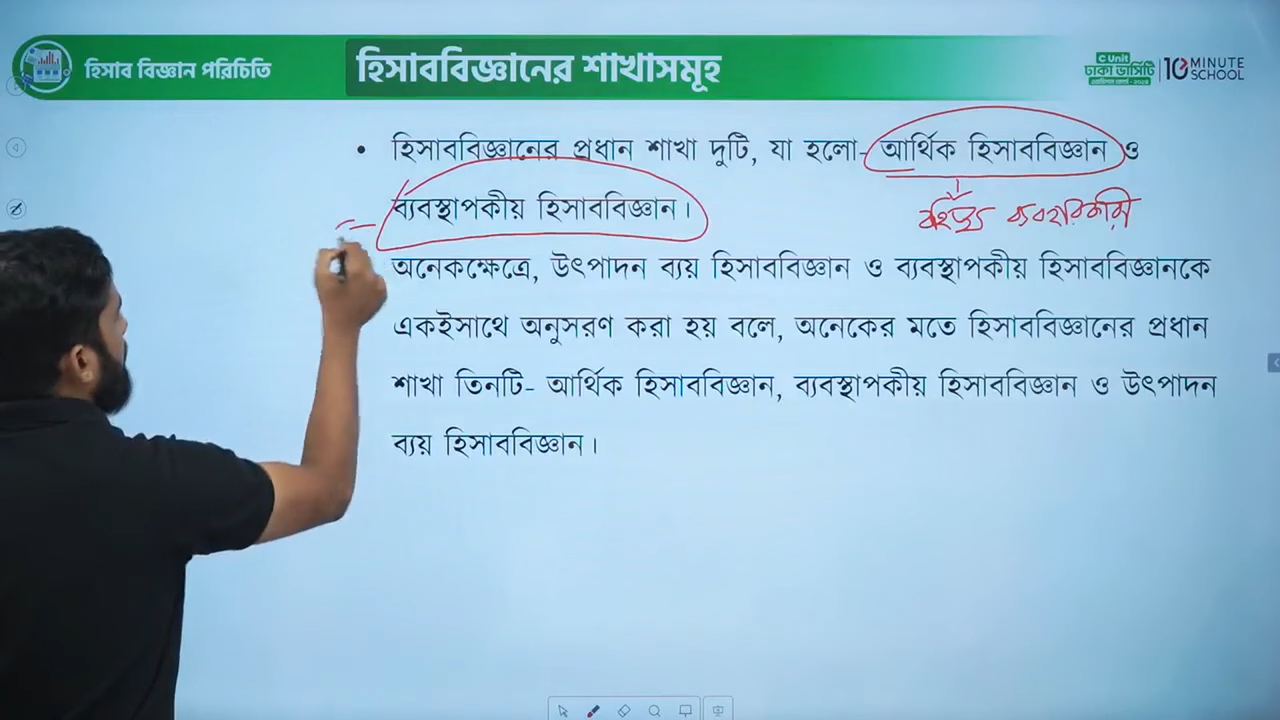 হিসাব বিজ্ঞান পরিচিতি
হিসাববিজ্ঞানের শাখাসমূহ
C Unit
ঢাকা ভার্সিটি
10 MINUTE SCHOOL
• হিসাববিজ্ঞানের প্রধান শাখা দুটি, যা হলো- আর্থিক হিসাববিজ্ঞান ও
ব্যবস্থাপকীয় হিসাববিজ্ঞান।
ব্যবহারকারী
অনেকক্ষেত্রে, উৎপাদন ব্যয় হিসাববিজ্ঞান ও ব্যবস্থাপকীয় হিসাববিজ্ঞানকে
একইসাথে অনুসরণ করা হয় বলে, অনেকের মতে হিসাববিজ্ঞানের প্রধান
শাখা তিনটি- আর্থিক হিসাববিজ্ঞান, ব্যবস্থাপকীয় হিসাববিজ্ঞান ও উৎপাদন
ব্যয় হিসাববিজ্ঞান।